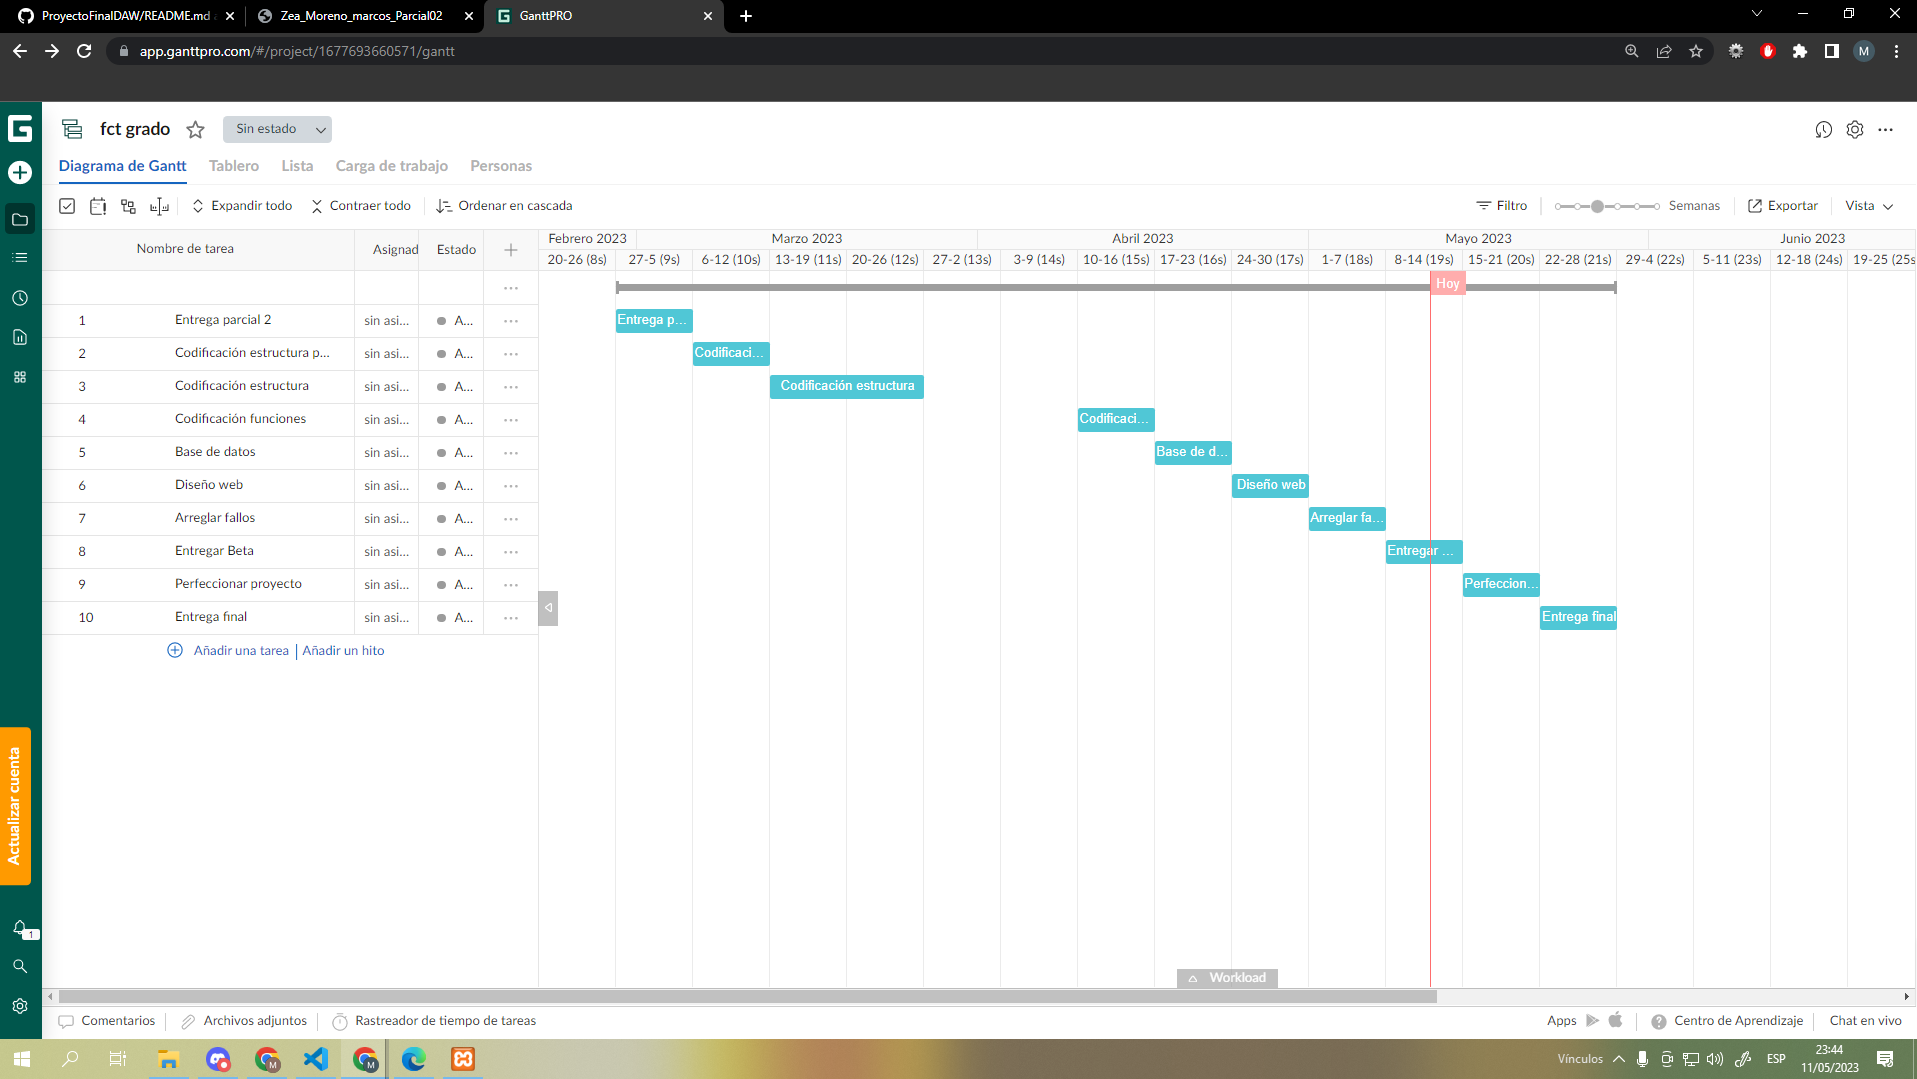 ProyectoFinalDAW/README.md
Zea_Moreno_marcos_Parcial02
GanttPRO
app.ganttpro.com/#/project/1677693660571/gantt
M
fct grado
Sin estado
Diagrama de Gantt Tablero Lista Carga de trabajo Personas
Expandir todo Contraer todo Ordenar en cascada Filtro Semanas Exportar Vista
Nombre de tarea Asignad Estado
Febrero 2023 Marzo 2023 Abril 2023 Mayo 2023 Junio 2023
20-26 (8s) 27-5 (9s) 6-12 (10s) 13-19 (11s) 20-26 (12s) 27-2 (13s) 3-9 (14s) 10-16 (15s) 17-23 (16s) 24-30 (17s) 1-7 (18s) 8-14 (19s) 15-21 (20s) 22-28 (21s) 29-4 (22s) 5-11 (23s) 12-18 (24s) 19-25 (25s
Hoy
1 Entrega parcial 2 sin asi... A... Entrega p...
2 Codificación estructura p... sin asi... A... Codificaci...
3 Codificación estructura sin asi... A... Codificación estructura
4 Codificación funciones sin asi... A... Codificaci...
5 Base de datos sin asi... A... Base de d...
6 Diseño web sin asi... A... Diseño web
7 Arreglar fallos sin asi... A... Arreglar fa...
8 Entregar Beta sin asi... A... Entregar ...
9 Perfeccionar proyecto sin asi... A... Perfeccion...
10 Entrega final sin asi... A... Entrega final
Añadir una tarea | Añadir un hito
Actualizar cuenta
1
Workload
Comentarios Archivos adjuntos Rastreador de tiempo de tareas Apps Centro de Aprendizaje Chat en vivo
Vínculos ESP 23:44
11/05/2023